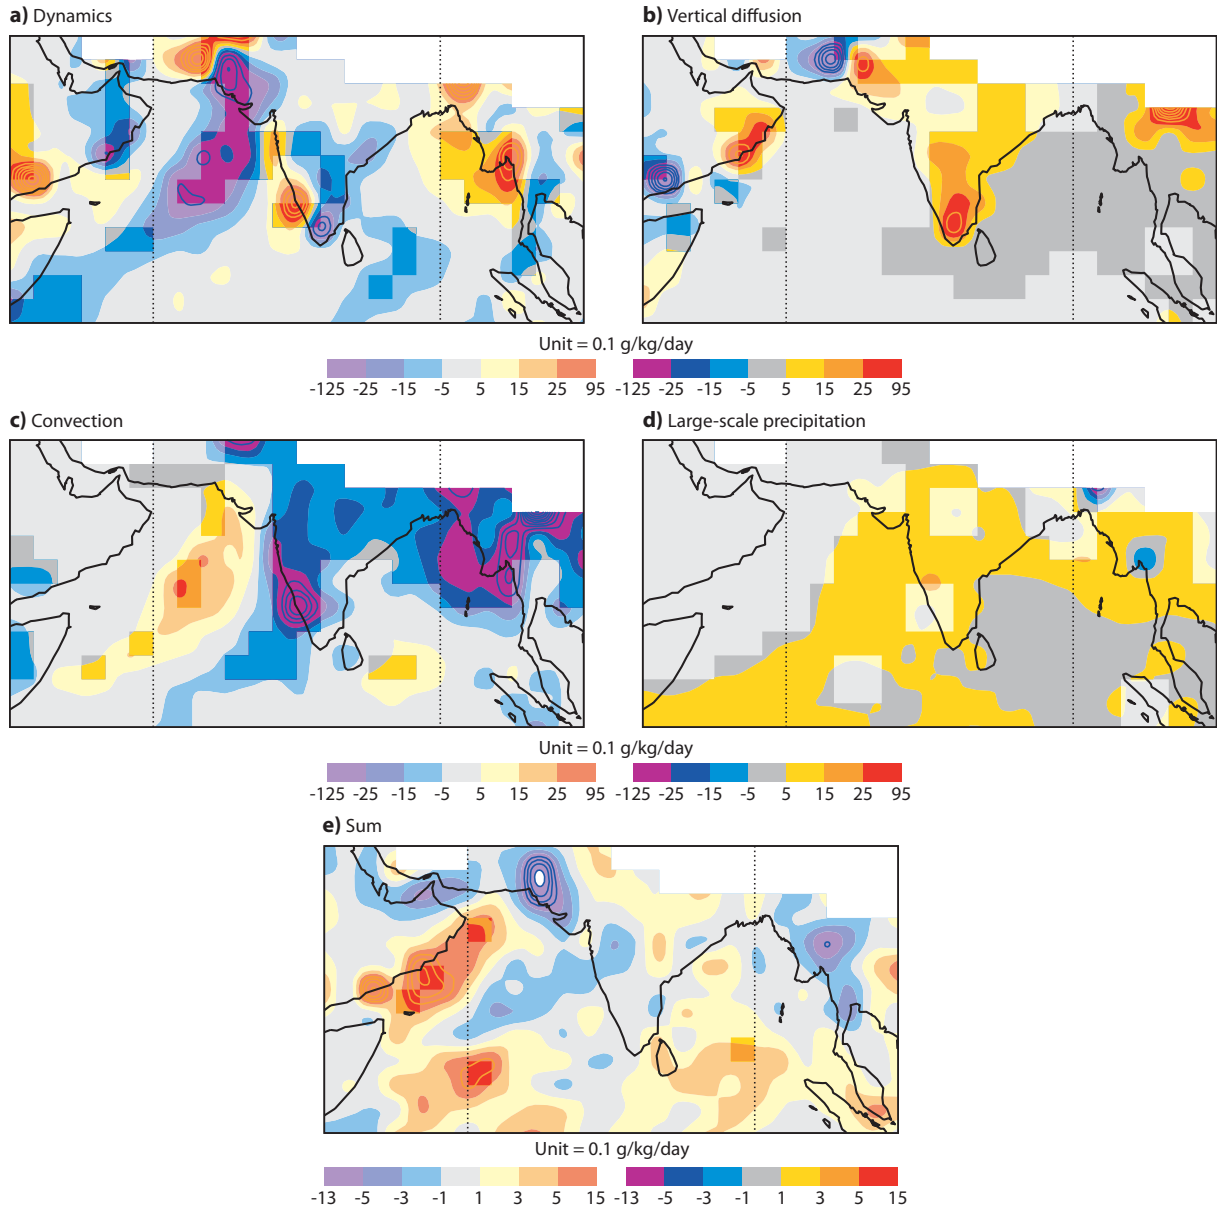 a) Dynamics
b) Vertical diffusion
Unit = 0.1 g/kg/day
-125 -25 -15 -5 5 15 25 95
-125 -25 -15 -5 5 15 25 95
c) Convection
d) Large-scale precipitation
Unit = 0.1 g/kg/day
-125 -25 -15 -5 5 15 25 95
-125 -25 -15 -5 5 15 25 95
e) Sum
Unit = 0.1 g/kg/day
-13 -5 -3 -1 1 3 5 15
-13 -5 -3 -1 1 3 5 15